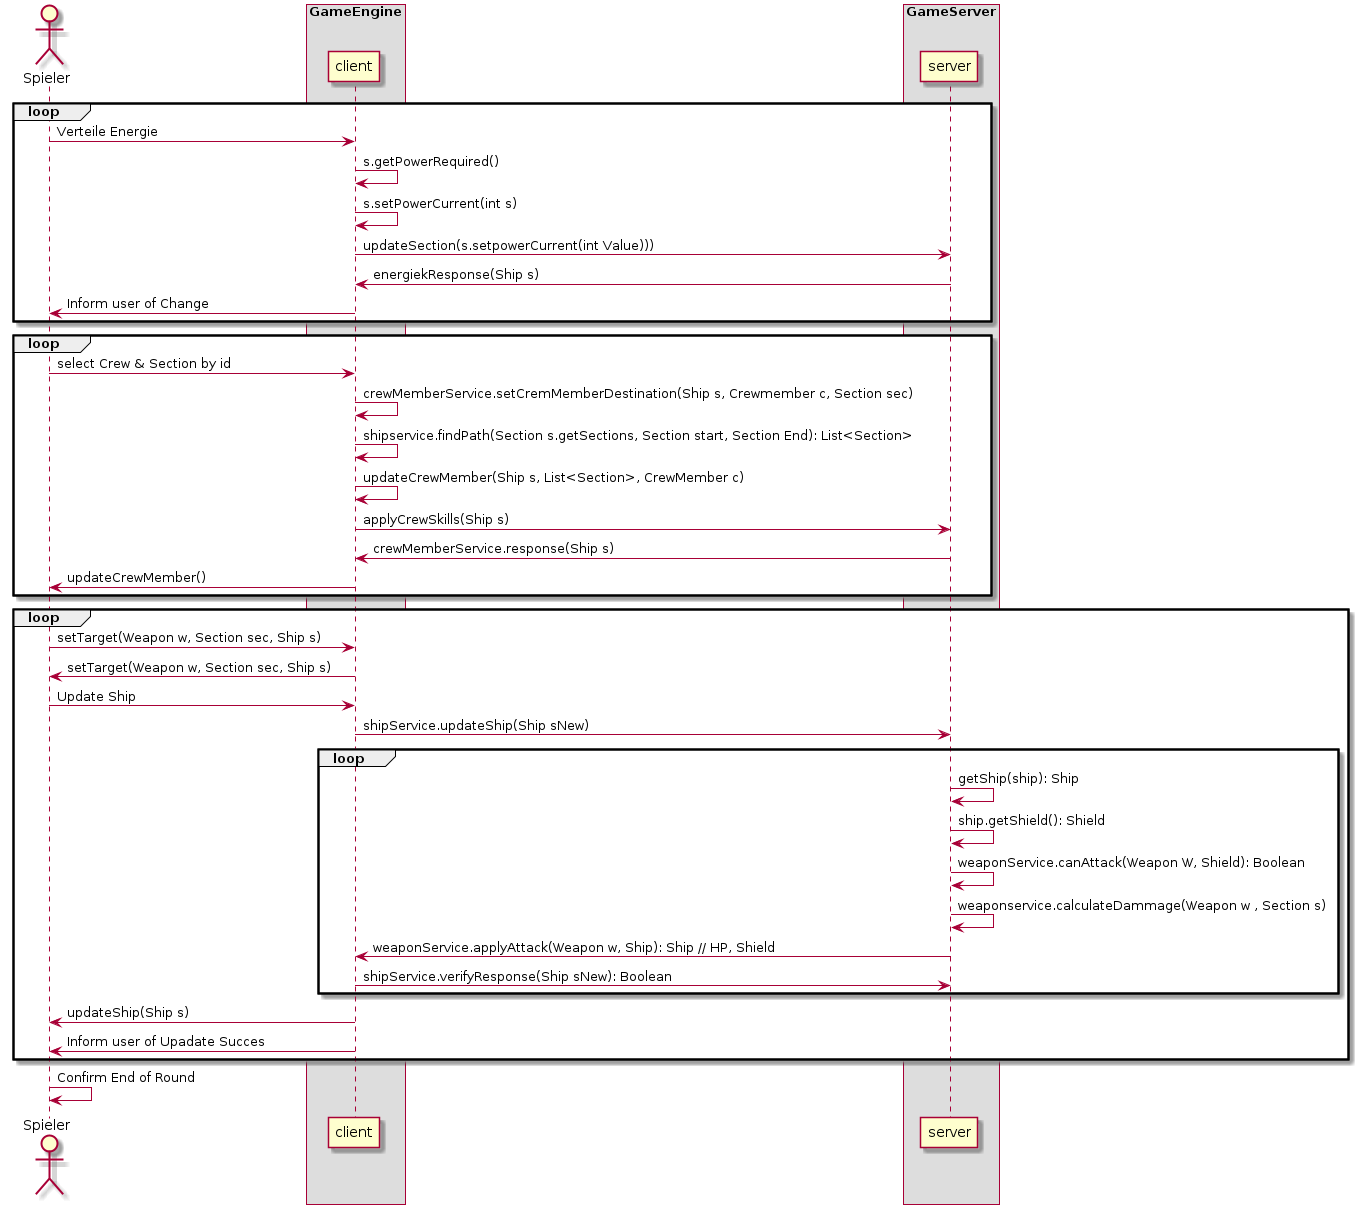 GameEngine
GameServer
Spieler
client
server
loop
Verteile Energie
s.getPowerRequired()
s.setPowerCurrent(int s)
updateSection(s.setpowerCurrent(int Value)))
energiekResponse(Ship s)
Inform user of Change
loop
select Crew & Section by id
crewMemberService.setCremMemberDestination(Ship s, Crewmember c, Section sec)
shipservice.findPath(Section s.getSections, Section start, Section End): List<Section>
updateCrewMember(Ship s, List<Section>, CrewMember c)
applyCrewSkills(Ship s)
crewMemberService.response(Ship s)
updateCrewMember()
loop
setTarget(Weapon w, Section sec, Ship s)
setTarget(Weapon w, Section sec, Ship s)
Update Ship
shipService.updateShip(Ship sNew)
loop
getShip(ship): Ship
ship.getShield(): Shield
weaponService.canAttack(Weapon W, Shield): Boolean
weaponservice.calculateDammage(Weapon w , Section s)
weaponService.applyAttack(Weapon w, Ship): Ship // HP, Shield
shipService.verifyResponse(Ship sNew): Boolean
updateShip(Ship s)
Inform user of Upadate Succes
Confirm End of Round
Spieler
client
server